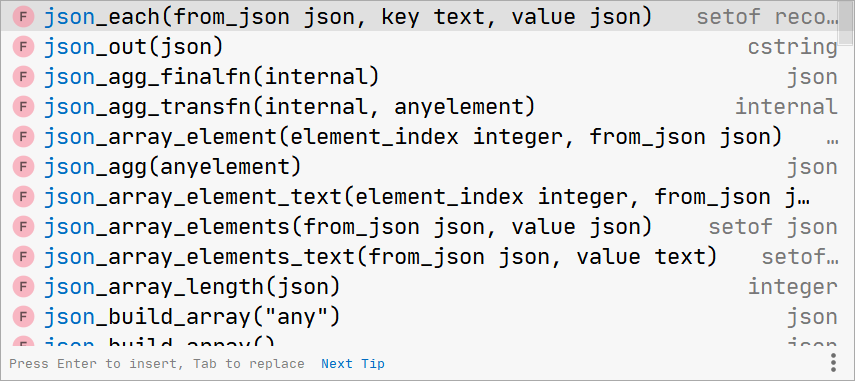 F json_each(from_json json, key text, value json) setof reco…
F json_out(json) cstring
F json_agg_finalfn(internal) json
F json_agg_transfn(internal, anyelement) internal
F json_array_element(element_index integer, from_json json) …
F json_agg(anyelement) json
F json_array_element_text(element_index integer, from_json j…
F json_array_elements(from_json json, value json) setof json
F json_array_elements_text(from_json json, value text) setof…
F json_array_length(json) integer
F json_build_array("any") json
F json_build_array() json
Press Enter to insert, Tab to replace Next Tip